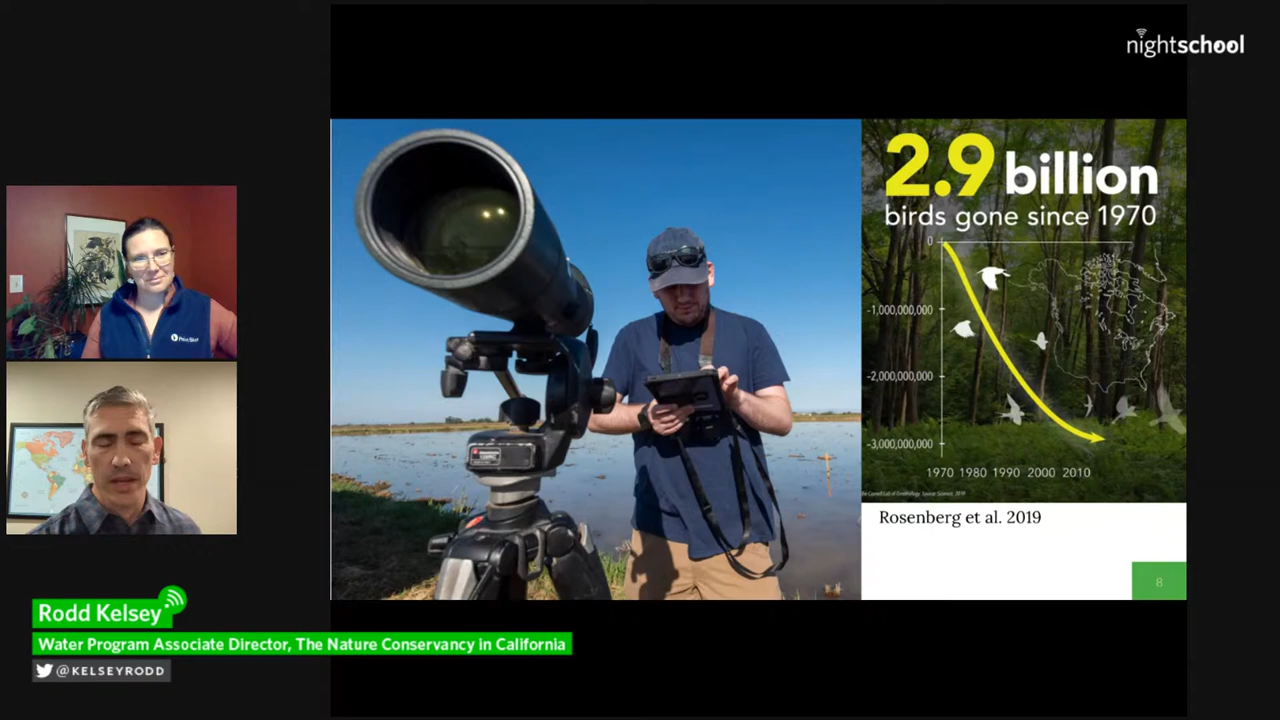 nightschool
2.9 billion
birds gone since 1970
0
-1,000,000,000
-2,000,000,000
-3,000,000,000
1970 1980 1990 2000 2010
Rosenberg et al. 2019
8
Rodd Kelsey
Water Program Associate Director, The Nature Conservancy in California
@KELSEYRODD